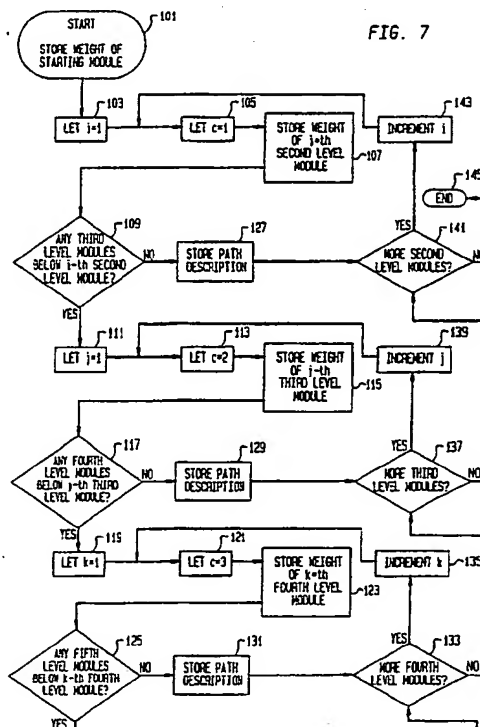 START
STORE WEIGHT OF
STARTING MODULE
101
FIG. 7
103
LET i=1
105
LET c=1
STORE WEIGHT
OF i-th
SECOND LEVEL
MODULE
107
143
INCREMENT i
145
END
109
ANY THIRD
LEVEL MODULES
BELOW i-th SECOND
LEVEL MODULE?
NO
127
STORE PATH
DESCRIPTION
YES
141
MORE SECOND
LEVEL MODULES?
NO
YES
111
LET j=1
113
LET c=2
STORE WEIGHT
OF j-th
THIRD LEVEL
MODULE
115
139
INCREMENT j
117
ANY FOURTH
LEVEL MODULES
BELOW j-th THIRD
LEVEL MODULE?
NO
129
STORE PATH
DESCRIPTION
YES
137
MORE THIRD
LEVEL MODULES?
NO
YES
119
LET k=1
121
LET c=3
STORE WEIGHT
OF k-th
FOURTH LEVEL
MODULE
123
INCREMENT k
135
125
ANY FIFTH
LEVEL MODULES
BELOW k-th FOURTH
LEVEL MODULE?
NO
131
STORE PATH
DESCRIPTION
YES
133
MORE FOURTH
LEVEL MODULES?
NO
YES